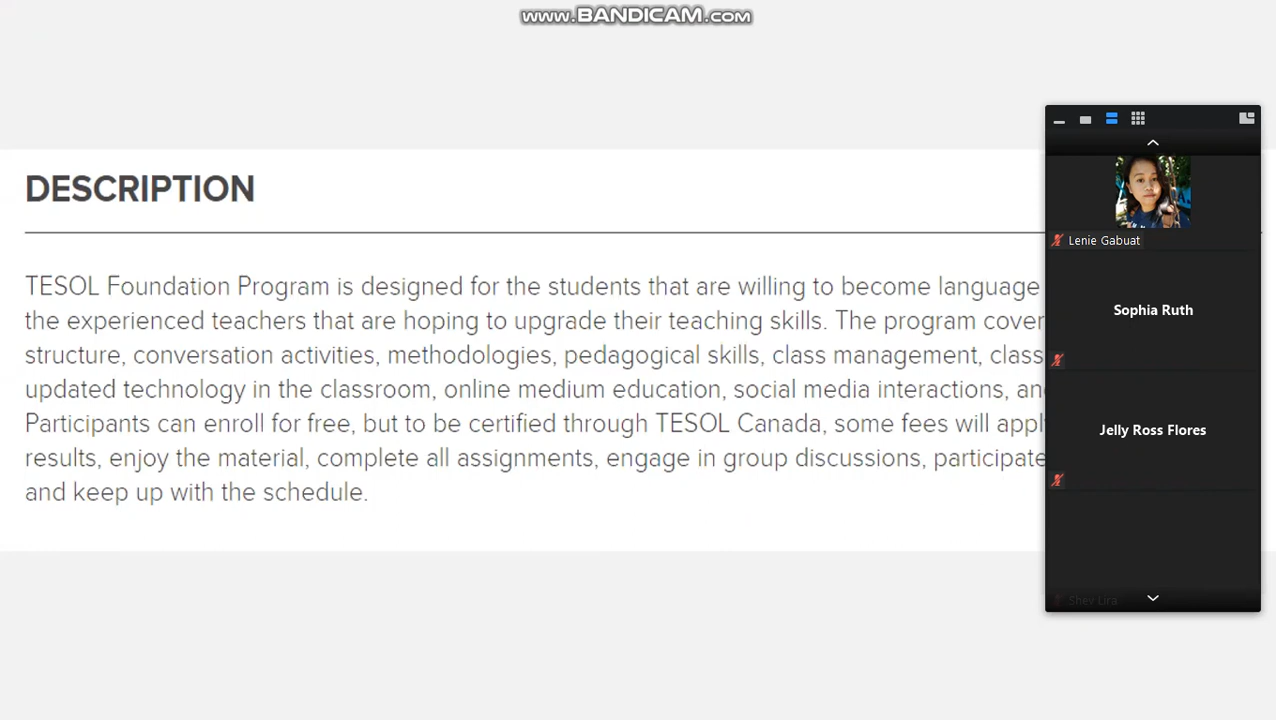 WWW.BANDICAM.COM
DESCRIPTION
TESOL Foundation Program is designed for the students that are willing to become language
the experienced teachers that are hoping to upgrade their teaching skills. The program cover
structure, conversation activities, methodologies, pedagogical skills, class management, class
updated technology in the classroom, online medium education, social media interactions, an
Participants can enroll for free, but to be certified through TESOL Canada, some fees will appl
results, enjoy the material, complete all assignments, engage in group discussions, participate
and keep up with the schedule.
Lenie Gabuat
Sophia Ruth
Jelly Ross Flores
Shey Lira